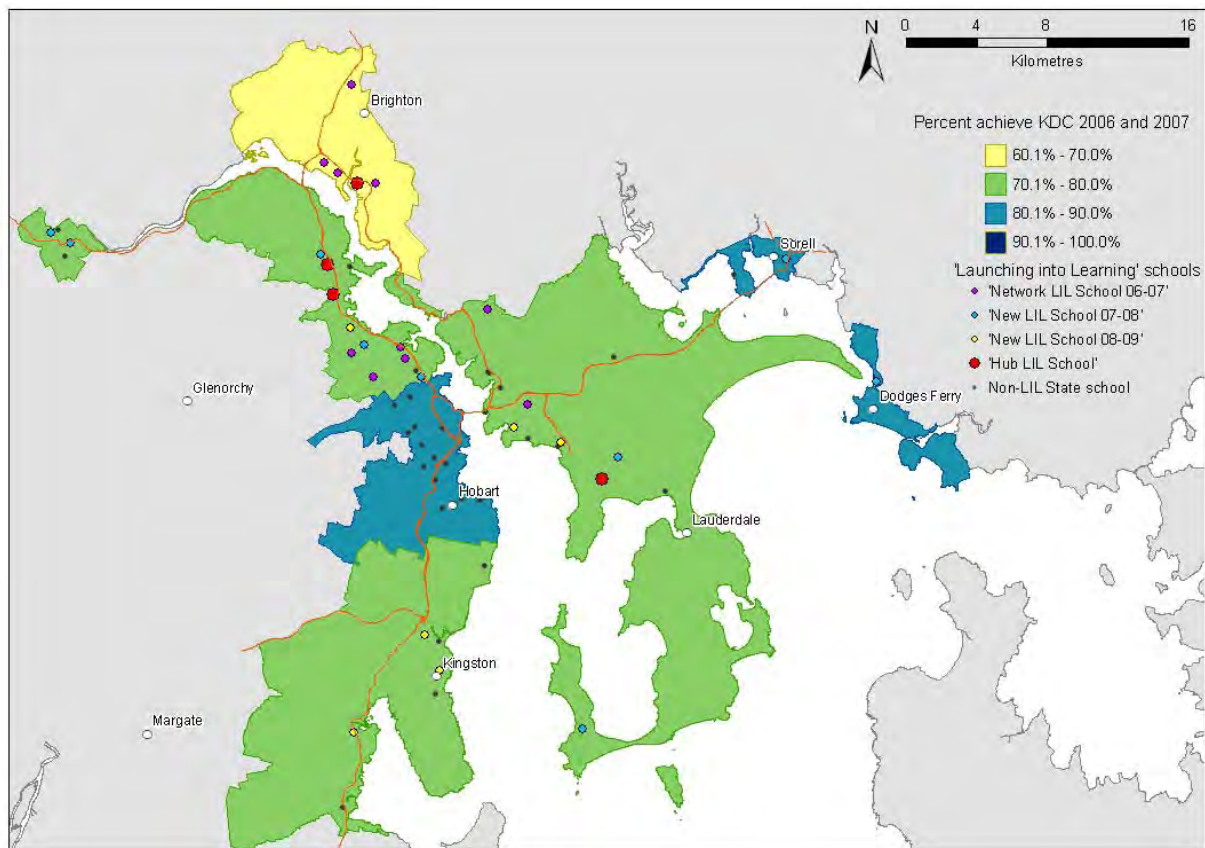 N
0 4 8 16
Kilometres
Percent achieve KDC 2006 and 2007
60.1% - 70.0%
70.1% - 80.0%
80.1% - 90.0%
90.1% - 100.0%
'Launching into Learning' schools
'Network LIL School 06-07'
'New LIL School 07-08'
'New LIL School 08-09'
'Hub LIL School'
Non-LIL State school
Brighton
Sorell
Glenorchy
Dodges Ferry
Hobart
Lauderdale
Kingston
Margate